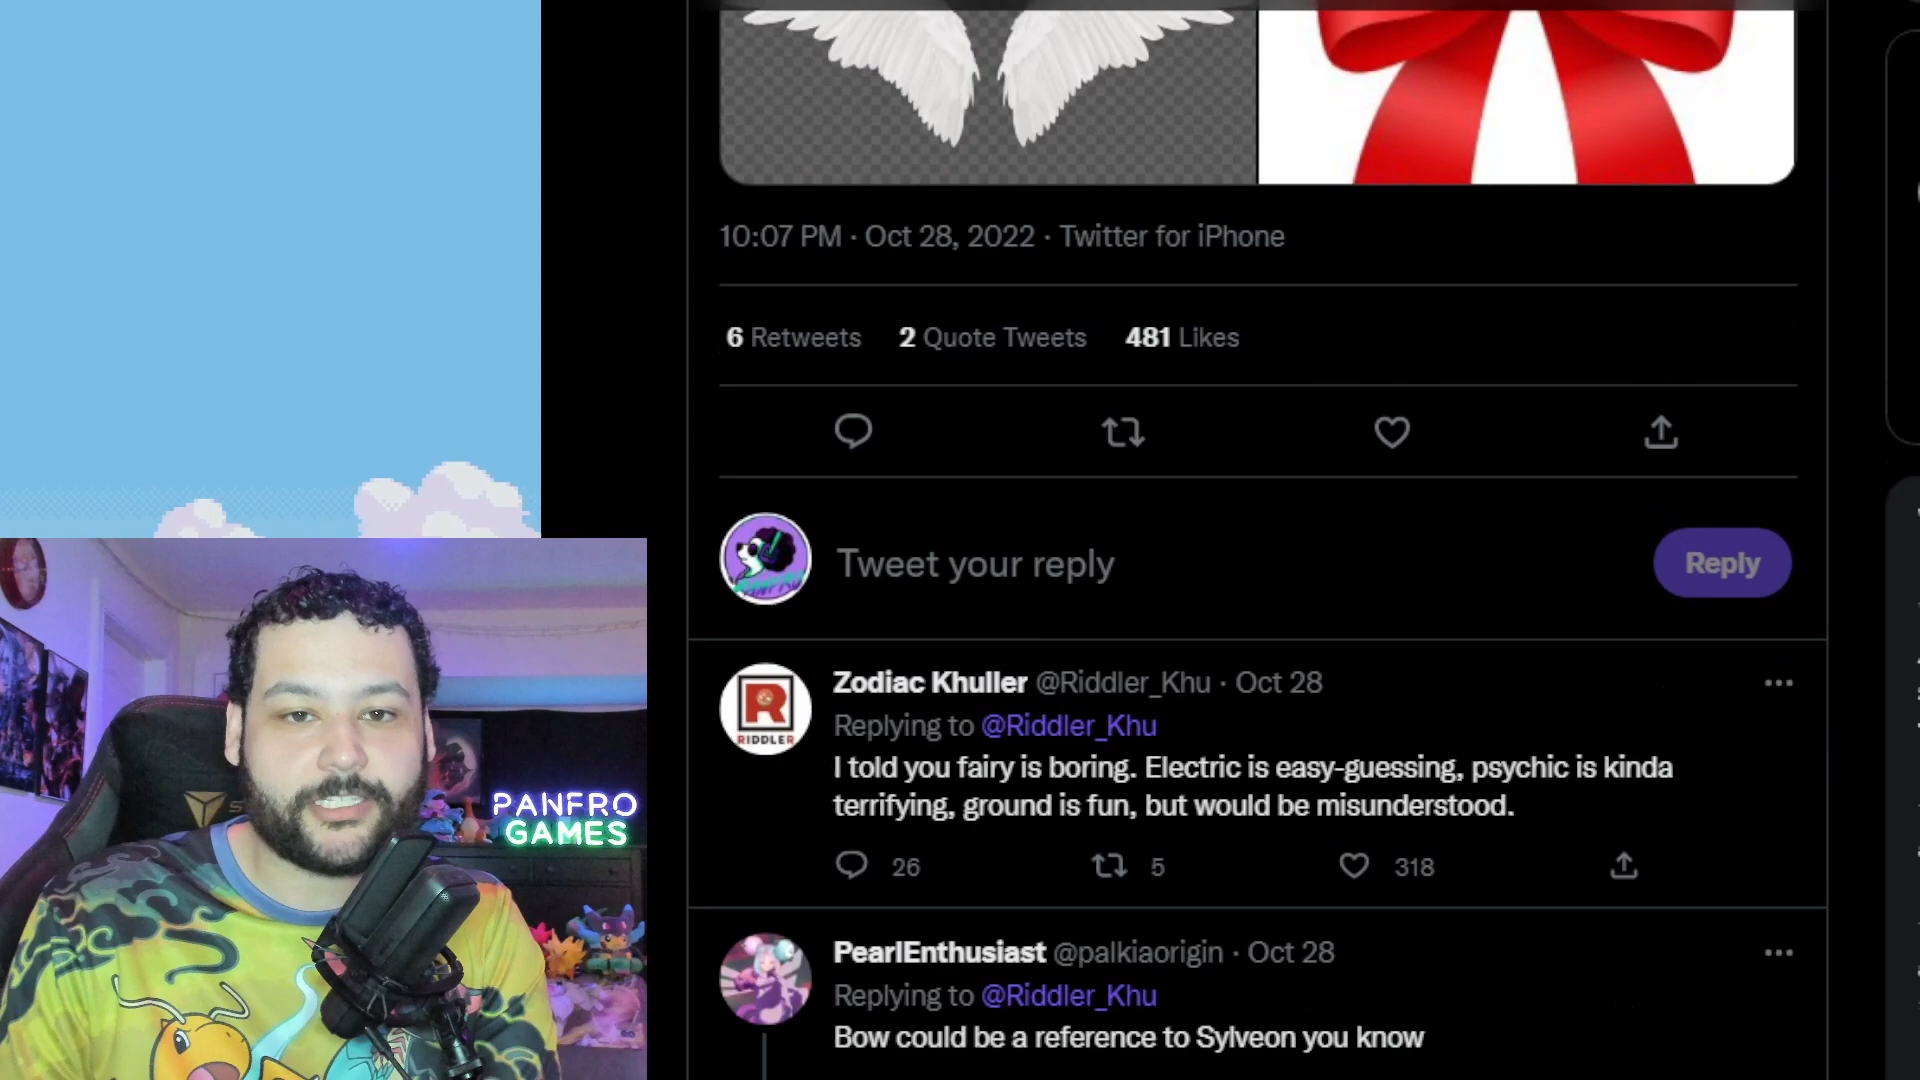 10:07 PM · Oct 28, 2022 · Twitter for iPhone
6 Retweets 2 Quote Tweets 481 Likes
Tweet your reply
Reply
Zodiac Khuller @Riddler_Khu · Oct 28
Replying to @Riddler_Khu
R
RIDDLER
I told you fairy is boring. Electric is easy-guessing, psychic is kinda
terrifying, ground is fun, but would be misunderstood.
26 5 318
PANFRO
GAMES
PearlEnthusiast @palkiaorigin · Oct 28
Replying to @Riddler_Khu
Bow could be a reference to Sylveon you know